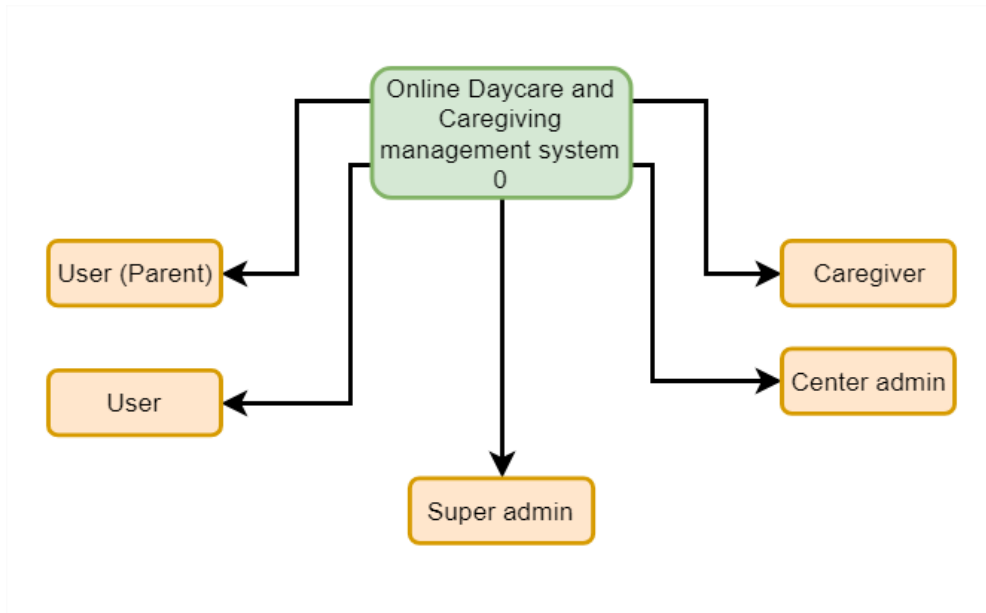 Online Daycare and
Caregiving
management system
0
User (Parent)
Caregiver
Center admin
User
Super admin